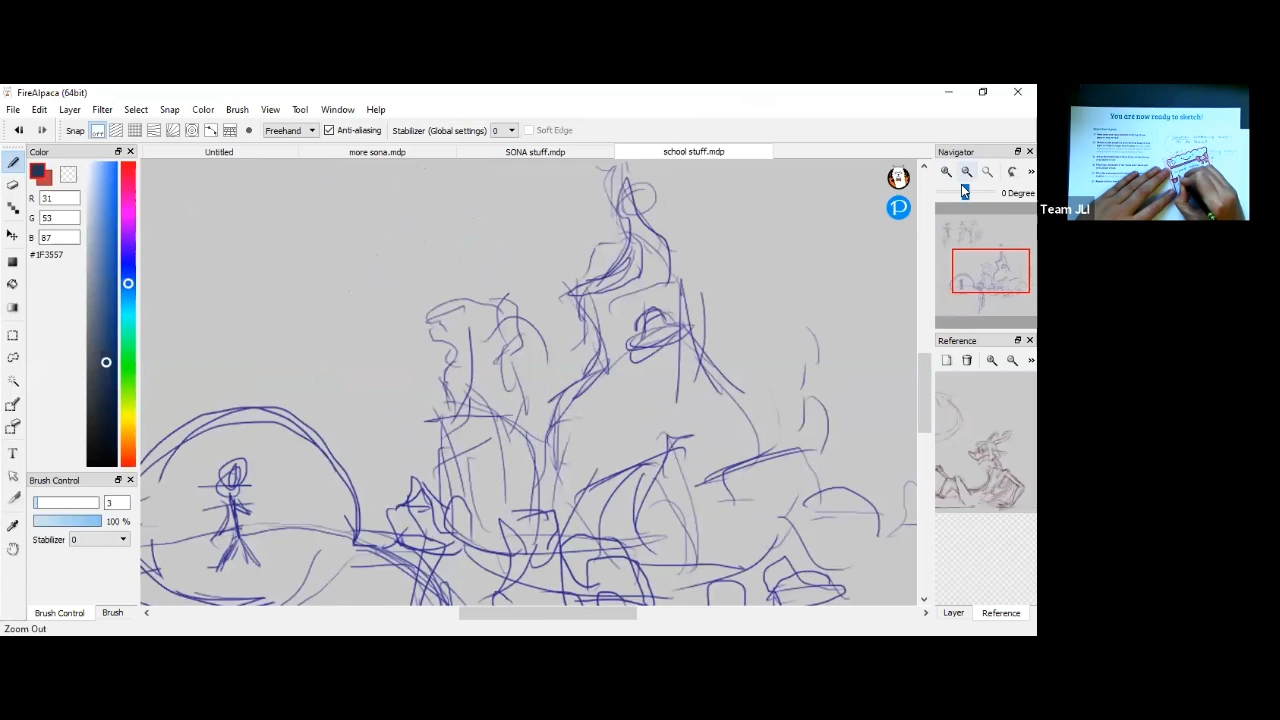 FireAlpaca (64bit)
File Edit Layer Filter Select Snap Color Brush View Tool Window Help
Snap OFF Freehand Anti-aliasing Stabilizer (Global settings) 0 Soft Edge
Color Untitled more sona.mdp SONA stuff.mdp school stuff.mdp Navigator
You are now ready to sketch!
R 31
G 53
B 87
#1F3557
0 Degree
Team JLI
Reference
Brush Control
3
100 %
Stabilizer 0
Brush Control Brush
Layer Reference
Zoom Out